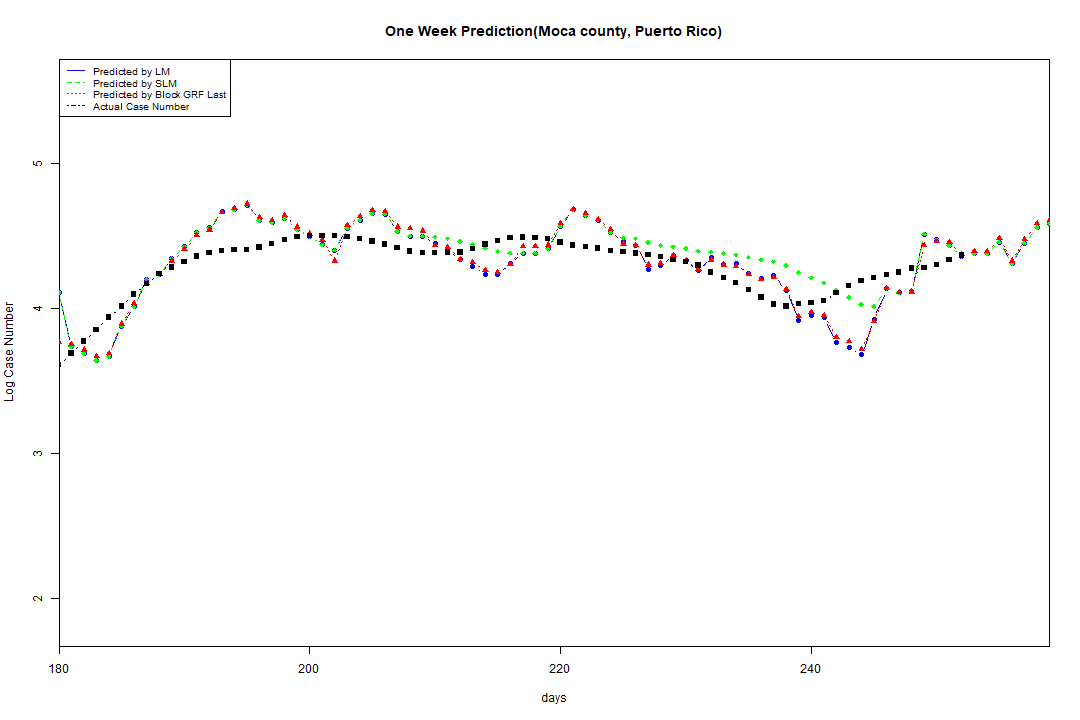 One Week Prediction(Moca county, Puerto Rico)
Predicted by LM
Predicted by SLM
Predicted by Block GRF Last
Actual Case Number
5
4
3
2
Log Case Number
180
200
220
240
days